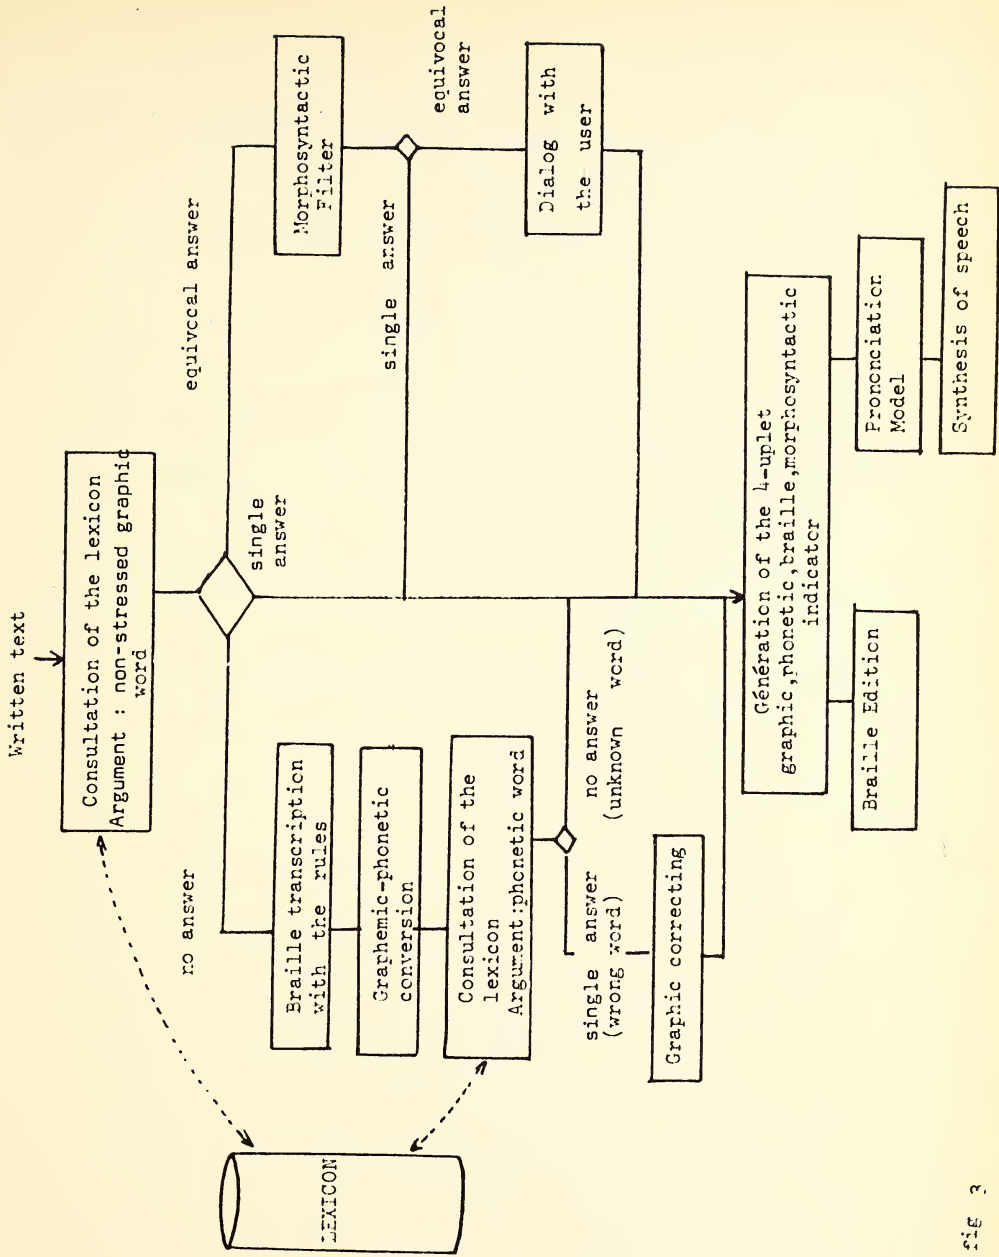 Written text
Consultation of the lexicon
Argument : non-stressed graphic
word
no answer
single
answer
equivocal answer
Morphosyntactic
Filter
single answer
equivocal
answer
Dialog with
the user
Braille transcription
with the rules
Graphemic-phonetic
conversion
Consultation of the
lexicon
Argument:phonetic word
LEXICON
single answer
(wrong word)
no answer
(unknown word)
Graphic correcting
Génération of the 4-uplet
graphic,phonetic,braille,morphosyntactic
indicator
Braille Edition
Prononciation
Model
Synthesis of speech
fig 3.